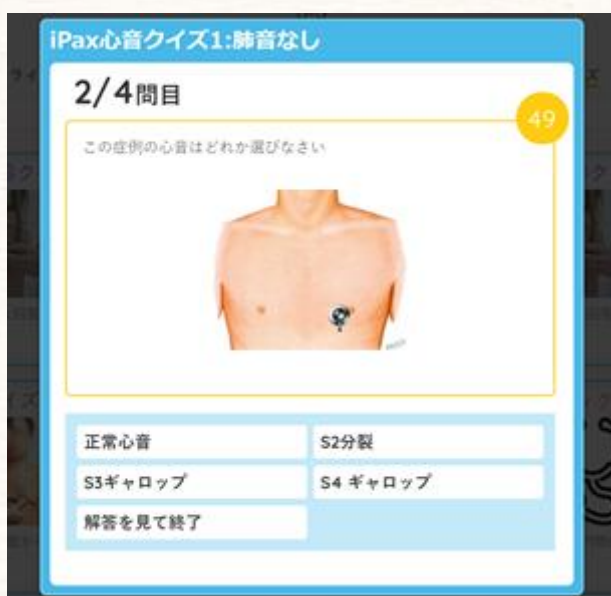 iPax心音クイズ1:肺音なし
2/4問目
49
この症例の心音はどれか選びなさい
正常心音
S2分裂
S3ギャロップ
S4 ギャロップ
解答を見て終了